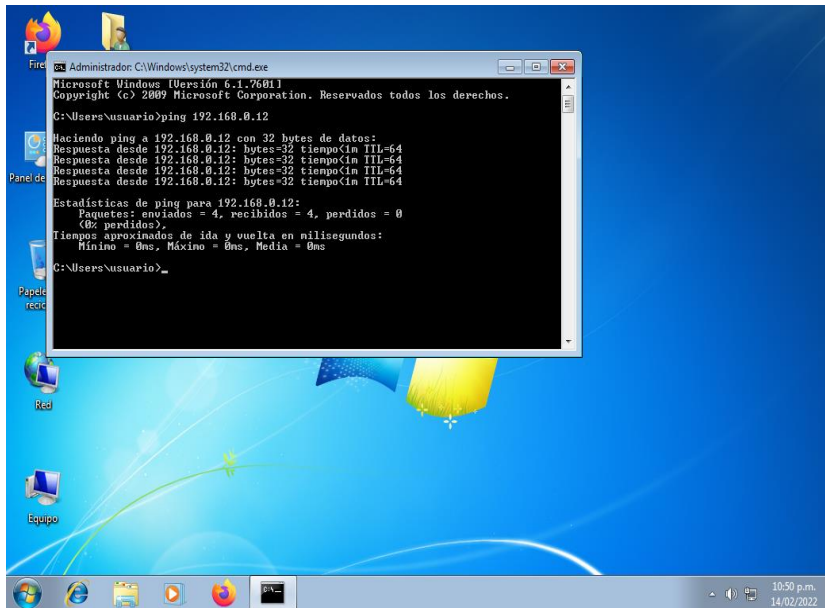 Administrador: C:\Windows\system32\cmd.exe
Microsoft Windows [Versión 6.1.7601]
Copyright (c) 2009 Microsoft Corporation. Reservados todos los derechos.
C:\Users\usuario>ping 192.168.0.12
Haciendo ping a 192.168.0.12 con 32 bytes de datos:
Respuesta desde 192.168.0.12: bytes=32 tiempo<1m TTL=64
Respuesta desde 192.168.0.12: bytes=32 tiempo<1m TTL=64
Respuesta desde 192.168.0.12: bytes=32 tiempo<1m TTL=64
Respuesta desde 192.168.0.12: bytes=32 tiempo<1m TTL=64
Estadísticas de ping para 192.168.0.12:
Paquetes: enviados = 4, recibidos = 4, perdidos = 0
(0% perdidos),
Tiempos aproximados de ida y vuelta en milisegundos:
Mínimo = 0ms, Máximo = 0ms, Media = 0ms
C:\Users\usuario>_
Panel de
Red
Equipo
10:50 p.m.
14/02/2022